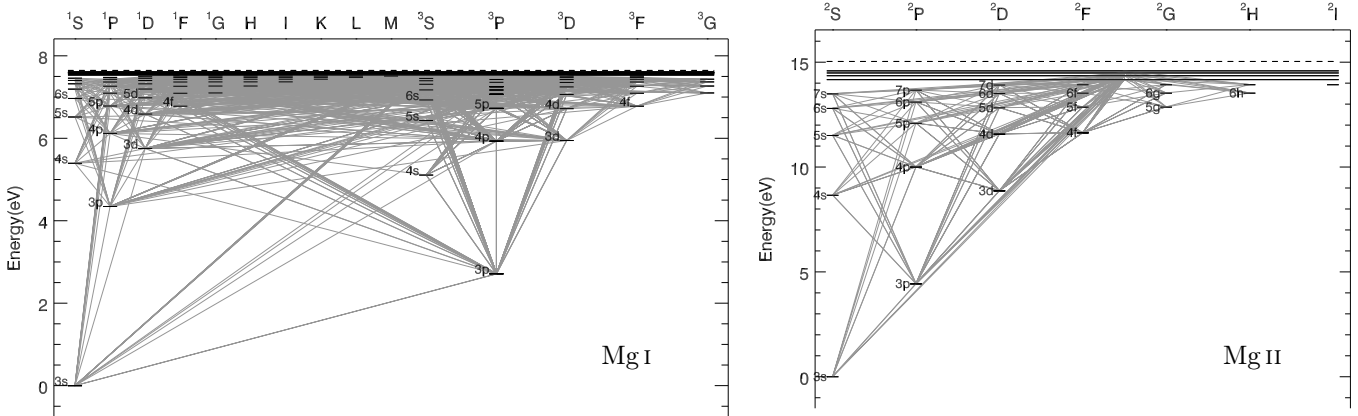 ¹S ¹P ¹D ¹F ¹G H I K L M ³S ³P ³D ³F ³G
8
6
4
2
0
Energy(eV)
6s
5s
4s
3s
5p
4p
3p
5d
4d
3d
4f
6s
5s
4s
5p
4p
3p
4d
3d
4f
Mg I
²S ²P ²D ²F ²G ²H ²I
15
10
5
0
Energy(eV)
7s
6s
5s
4s
3s
7p
6p
5p
4p
3p
7d
6d
5d
4d
3d
6f
5f
4f
6g
5g
6h
Mg II